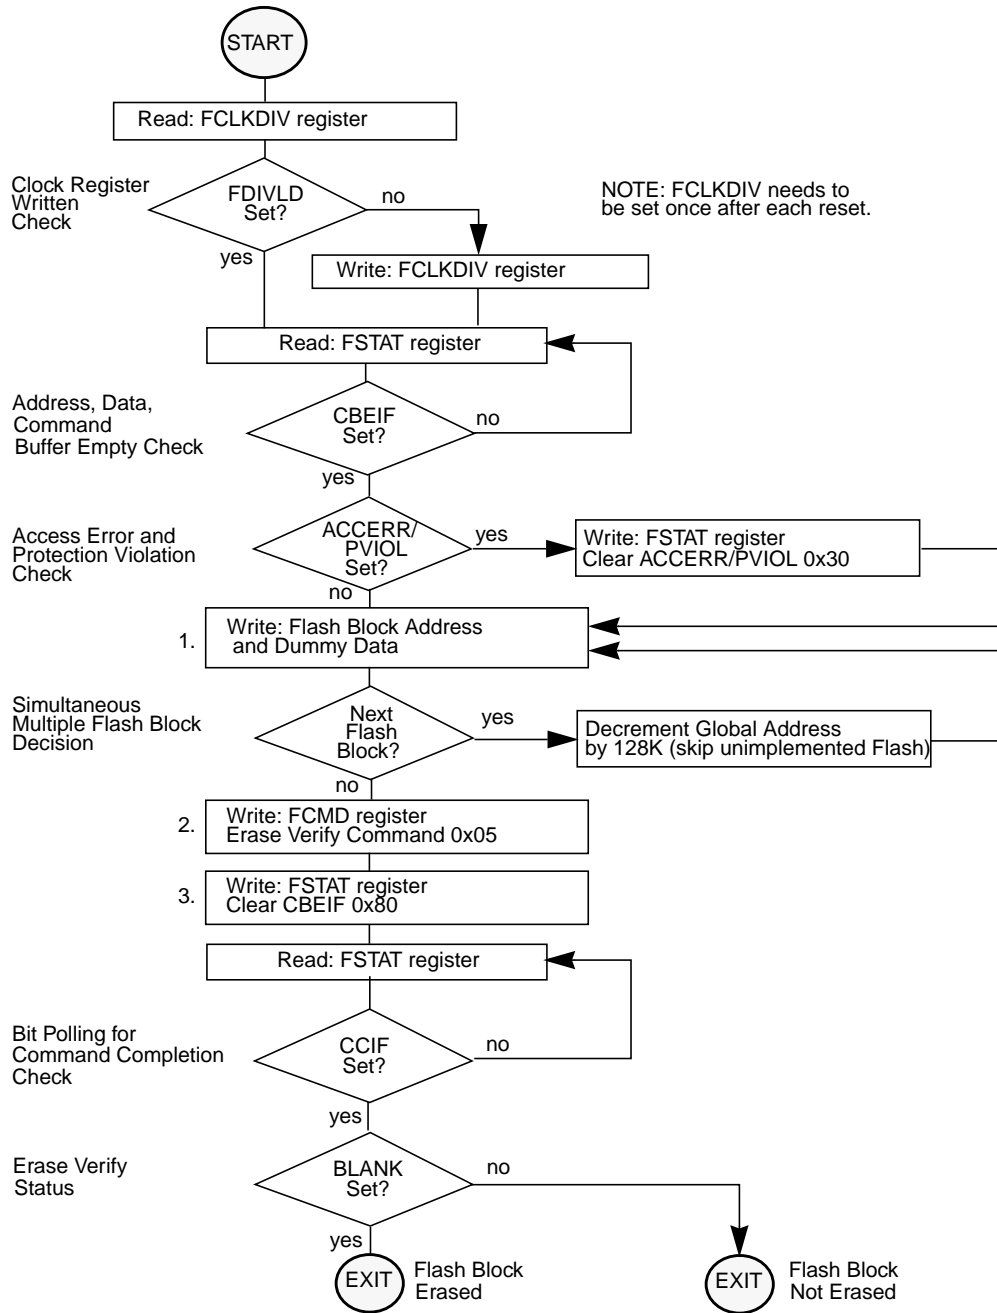 START
Read: FCLKDIV register
Clock Register
Written
Check
FDIVLD
Set?
no
yes
NOTE: FCLKDIV needs to
be set once after each reset.
Write: FCLKDIV register
Read: FSTAT register
Address, Data,
Command
Buffer Empty Check
CBEIF
Set?
no
yes
Access Error and
Protection Violation
Check
ACCERR/
PVIOL
Set?
yes
no
Write: FSTAT register
Clear ACCERR/PVIOL 0x30
1.
Write: Flash Block Address
and Dummy Data
Simultaneous
Multiple Flash Block
Decision
Next
Flash
Block?
yes
no
Decrement Global Address
by 128K (skip unimplemented Flash)
2.
Write: FCMD register
Erase Verify Command 0x05
3.
Write: FSTAT register
Clear CBEIF 0x80
Read: FSTAT register
Bit Polling for
Command Completion
Check
CCIF
Set?
no
yes
Erase Verify
Status
BLANK
Set?
no
yes
EXIT
Flash Block
Erased
EXIT
Flash Block
Not Erased